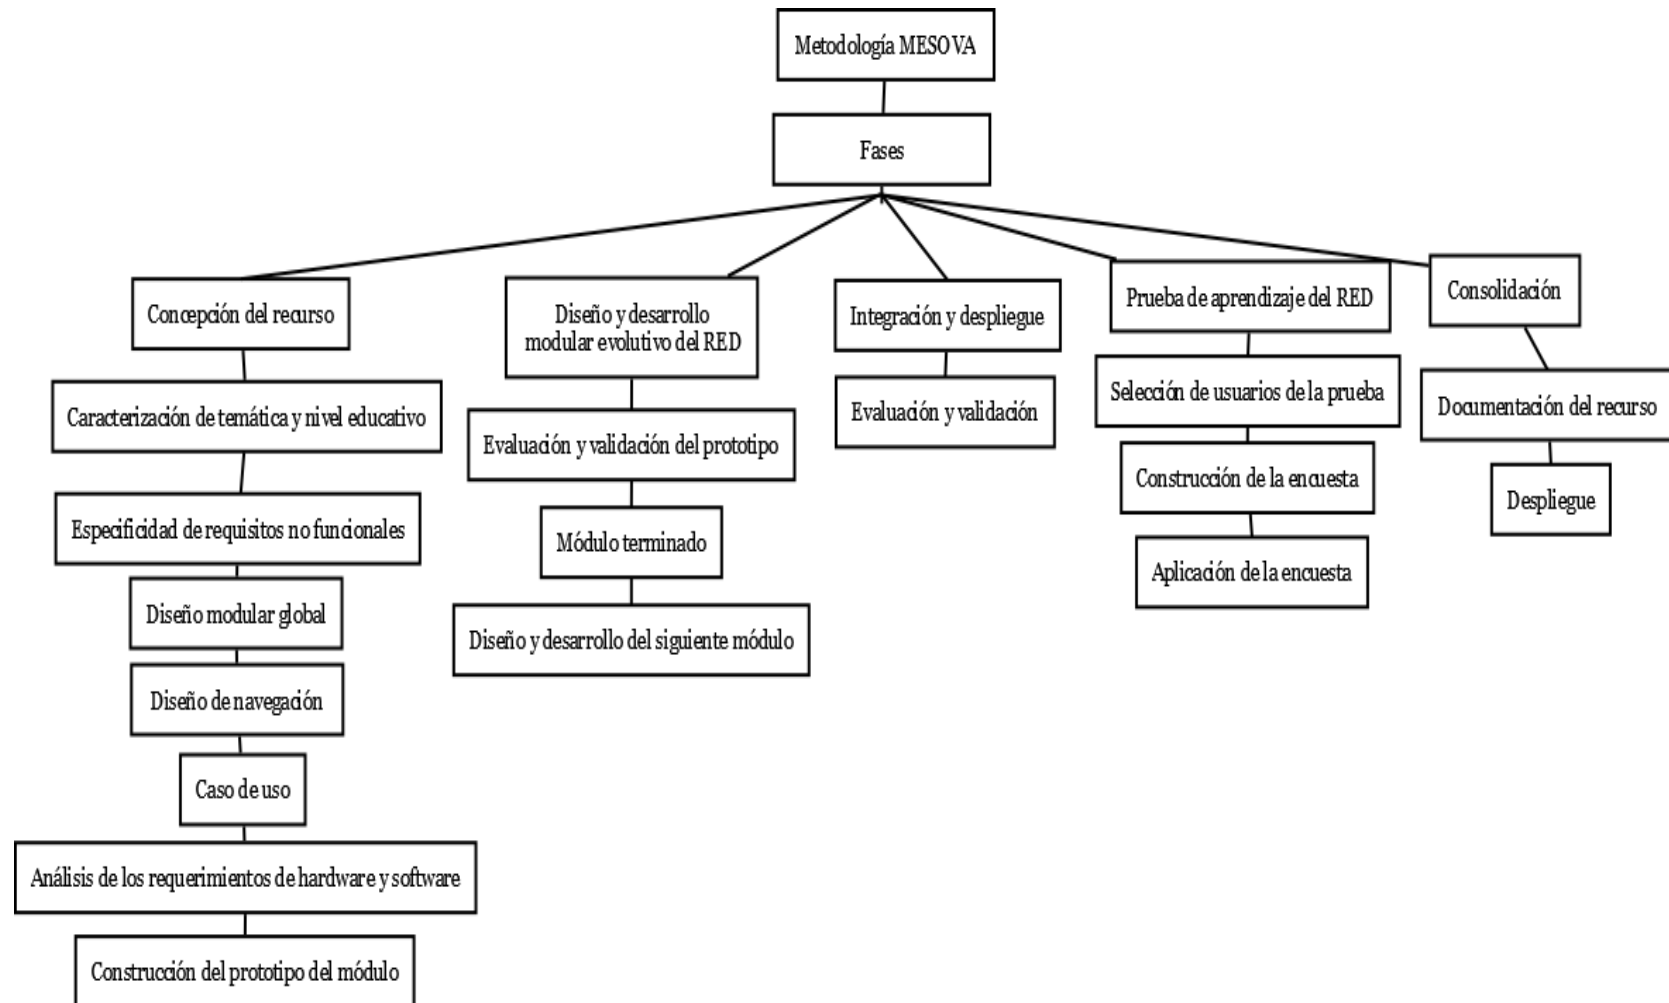 Metodología MESOVA
Fases
Concepción del recurso
Caracterización de temática y nivel educativo
Especificidad de requisitos no funcionales
Diseño modular global
Diseño de navegación
Caso de uso
Análisis de los requerimientos de hardware y software
Construcción del prototipo del módulo
Diseño y desarrollo
modular evolutivo del RED
Evaluación y validación del prototipo
Módulo terminado
Diseño y desarrollo del siguiente módulo
Integración y despliegue
Evaluación y validación
Prueba de aprendizaje del RED
Selección de usuarios de la prueba
Construcción de la encuesta
Aplicación de la encuesta
Consolidación
Documentación del recurso
Despliegue